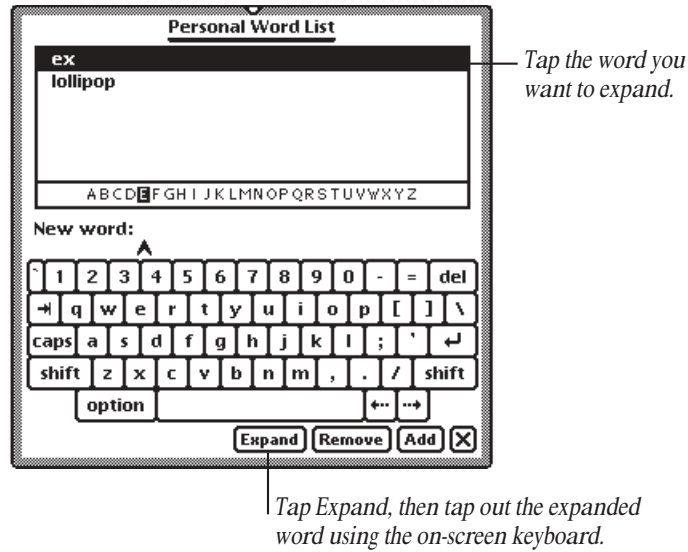 Personal Word List
ex
Tap the word you
want to expand.
lollipop
A B C D E F G H I J K L M N O P Q R S T U V W X Y Z
New word:
` 1 2 3 4 5 6 7 8 9 0 - = del
q w e r t y u i o p [ ] \
caps a s d f g h j k l ; '
shift z x c v b n m , . / shift
option
Expand Remove Add X
Tap Expand, then tap out the expanded
word using the on-screen keyboard.